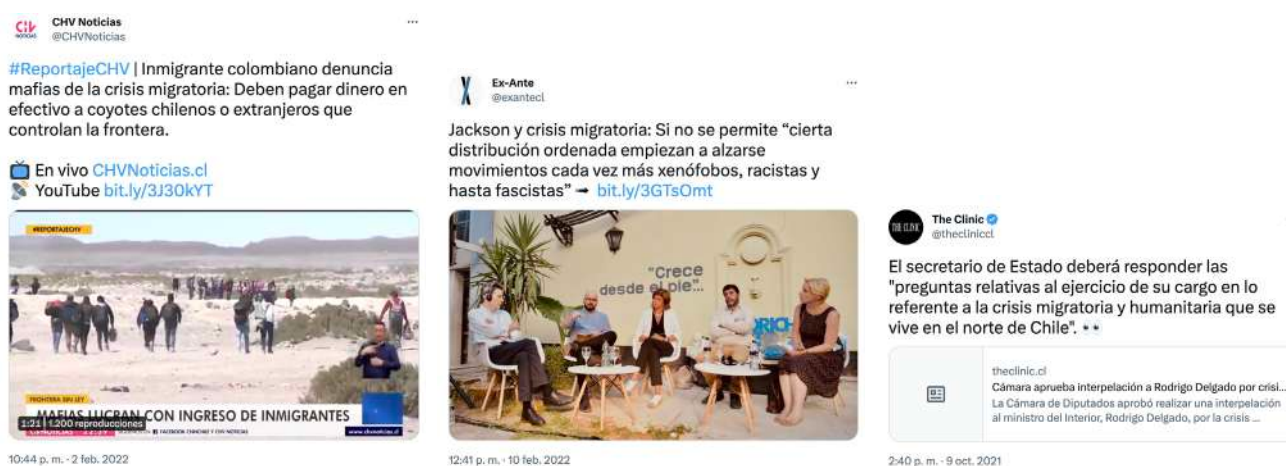 CHV Noticias
@CHVNoticias
#ReportajeCHV | Inmigrante colombiano denuncia
mafias de la crisis migratoria: Deben pagar dinero en
efectivo a coyotes chilenos o extranjeros que
controlan la frontera.
En vivo CHVNoticias.cl
YouTube bit.ly/3J30kYT
#REPORTAJECHV
FRONTERA SIN LEY
MAFIAS LUCRAN CON INGRESO DE INMIGRANTES
1:21 1.200 reproducciones
www.chvnoticias.cl
10:44 p. m. · 2 feb. 2022
Ex-Ante
@exantecl
Jackson y crisis migratoria: Si no se permite “cierta
distribución ordenada empiezan a alzarse
movimientos cada vez más xenófobos, racistas y
hasta fascistas” ➞ bit.ly/3GTsOmt
"Crece
desde el pie"...
12:41 p. m. · 10 feb. 2022
THE CLINIC
The Clinic
@thecliniccl
El secretario de Estado deberá responder las
"preguntas relativas al ejercicio de su cargo en lo
referente a la crisis migratoria y humanitaria que se
vive en el norte de Chile".
theclinic.cl
Cámara aprueba interpelación a Rodrigo Delgado por crisi...
La Cámara de Diputados aprobó realizar una interpelación
al ministro del Interior, Rodrigo Delgado, por la crisis ...
2:40 p. m. · 9 oct. 2021